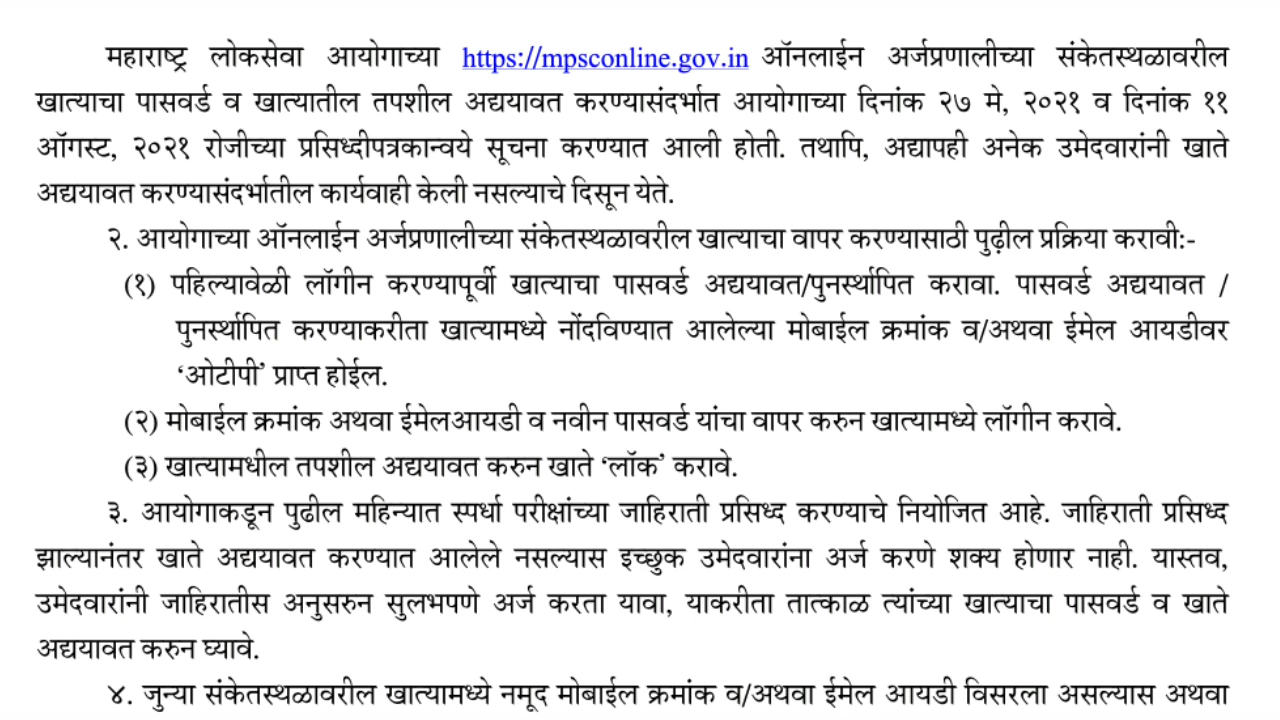 महाराष्ट्र लोकसेवा आयोगाच्या https://mpsconline.gov.in ऑनलाईन अर्जप्रणालीच्या संकेतस्थळावरील
खात्याचा पासवर्ड व खात्यातील तपशील अद्ययावत करण्यासंदर्भात आयोगाच्या दिनांक २७ मे, २०२१ व दिनांक ११
ऑगस्ट, २०२१ रोजीच्या प्रसिध्दीपत्रकान्वये सूचना करण्यात आली होती. तथापि, अद्यापही अनेक उमेदवारांनी खाते
अद्ययावत करण्यासंदर्भातील कार्यवाही केली नसल्याचे दिसून येते.
२. आयोगाच्या ऑनलाईन अर्जप्रणालीच्या संकेतस्थळावरील खात्याचा वापर करण्यासाठी पुढ़ील प्रक्रिया करावी:-
(१) पहिल्यावेळी लॉगीन करण्यापूर्वी खात्याचा पासवर्ड अद्ययावत/पुनर्स्थापित करावा. पासवर्ड अद्ययावत /
पुनर्स्थापित करण्याकरीता खात्यामध्ये नोंदविण्यात आलेल्या मोबाईल क्रमांक व/अथवा ईमेल आयडीवर
‘ओटीपी’ प्राप्त होईल.
(२) मोबाईल क्रमांक अथवा ईमेलआयडी व नवीन पासवर्ड यांचा वापर करुन खात्यामध्ये लॉगीन करावे.
(३) खात्यामधील तपशील अद्ययावत करुन खाते ‘लॉक’ करावे.
३. आयोगाकडून पुढील महिन्यात स्पर्धा परीक्षांच्या जाहिराती प्रसिध्द करण्याचे नियोजित आहे. जाहिराती प्रसिध्द
झाल्यानंतर खाते अद्ययावत करण्यात आलेले नसल्यास इच्छुक उमेदवारांना अर्ज करणे शक्य होणार नाही. यास्तव,
उमेदवारांनी जाहिरातीस अनुसरुन सुलभपणे अर्ज करता यावा, याकरीता तात्काळ त्यांच्या खात्याचा पासवर्ड व खाते
अद्ययावत करुन घ्यावे.
४. जुन्या संकेतस्थळावरील खात्यामध्ये नमूद मोबाईल क्रमांक व/अथवा ईमेल आयडी विसरला असल्यास अथवा